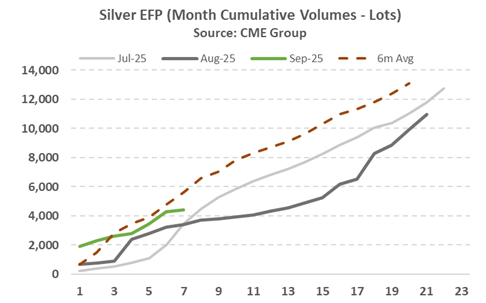 Silver EFP (Month Cumulative Volumes - Lots)
Source: CME Group
Jul-25 Aug-25 Sep-25 6m Avg
14,000
12,000
10,000
8,000
6,000
4,000
2,000
0
1 3 5 7 9 11 13 15 17 19 21 23